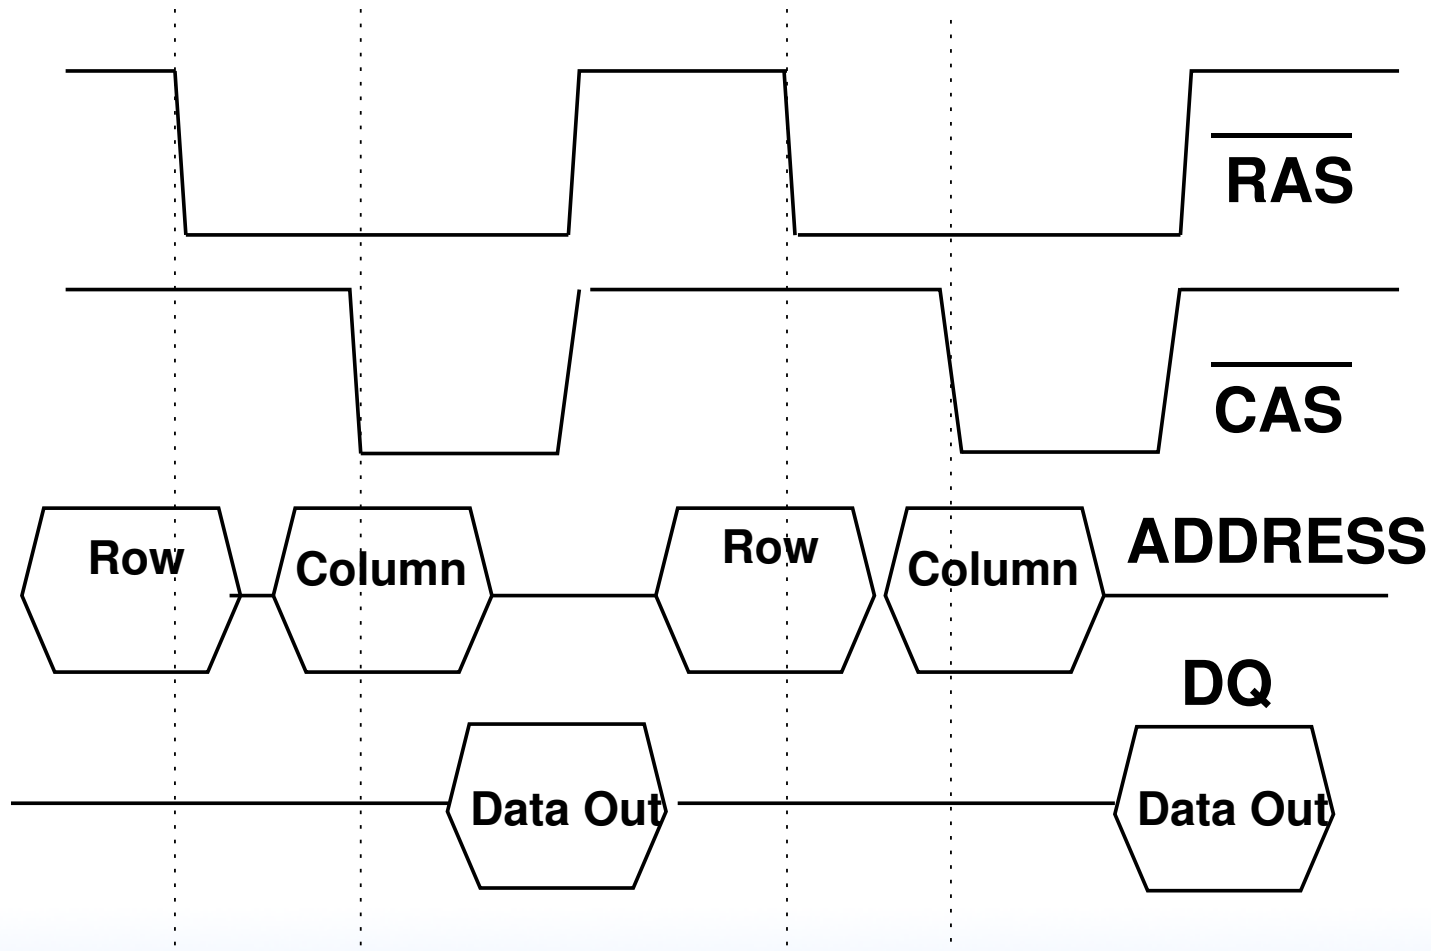 RAS
CAS
Row
Column
Row
Column
ADDRESS
DQ
Data Out
Data Out